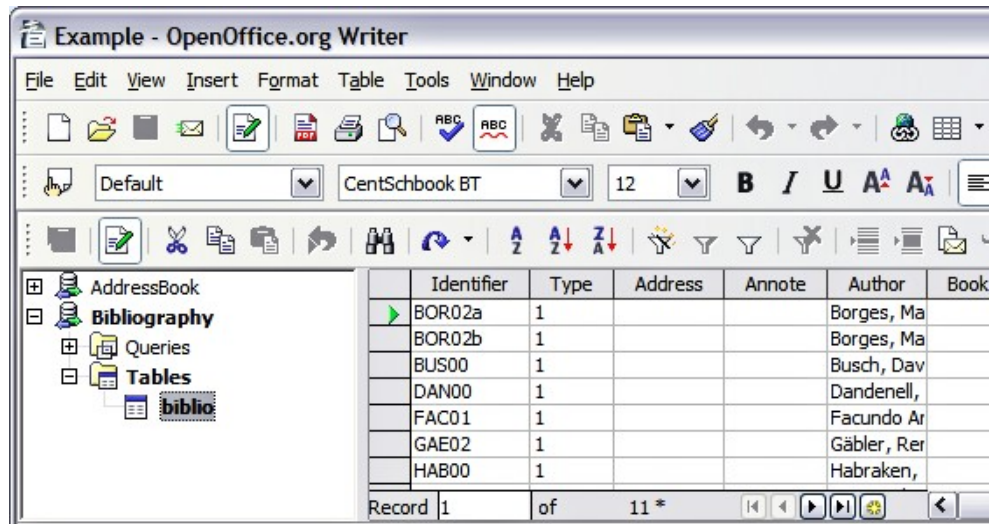 Example - OpenOffice.org Writer
File Edit View Insert Format Table Tools Window Help
PDF ABC ABC
Default CentSchbook BT 12 B I U A A
A Z A Z Z A
AddressBook
Bibliography
Queries
Tables
biblio
Identifier Type Address Annote Author Book
BOR02a 1 Borges, Ma
BOR02b 1 Borges, Ma
BUS00 1 Busch, Dav
DAN00 1 Dandenell,
FAC01 1 Facundo Ar
GAE02 1 Gäbler, Rer
HAB00 1 Habraken,
Record 1 of 11 *